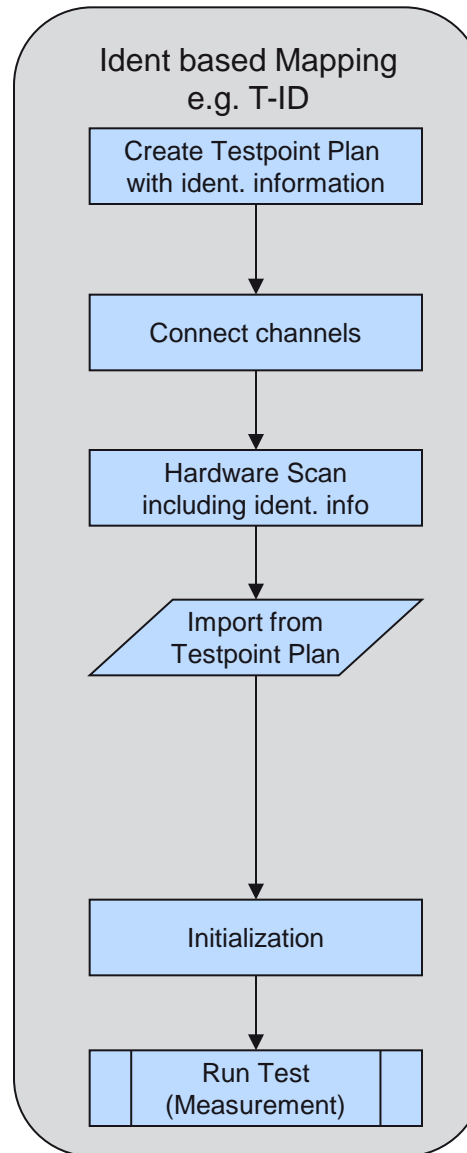 Ident based Mapping
e.g. T-ID
Create Testpoint Plan
with ident. information
Connect channels
Hardware Scan
including ident. info
Import from
Testpoint Plan
Initialization
Run Test
(Measurement)